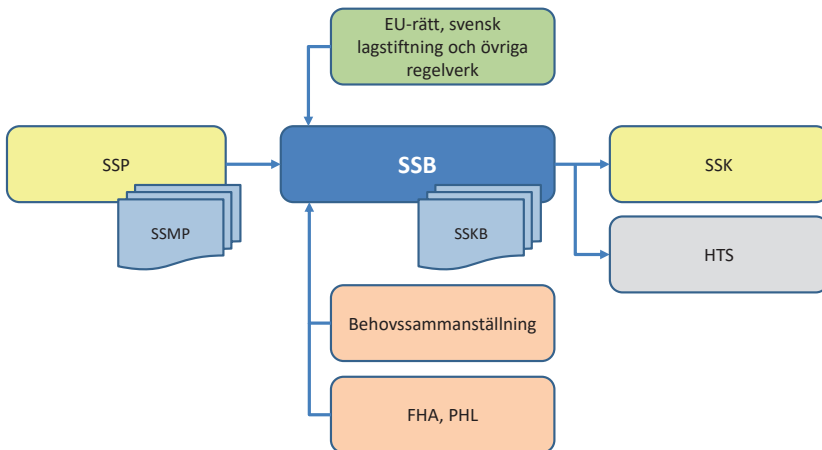 EU-rätt, svensk
lagstiftning och övriga
regelverk
SSP
SSB
SSK
SSMP
SSKB
HTS
Behovssammanställning
FHA, PHL